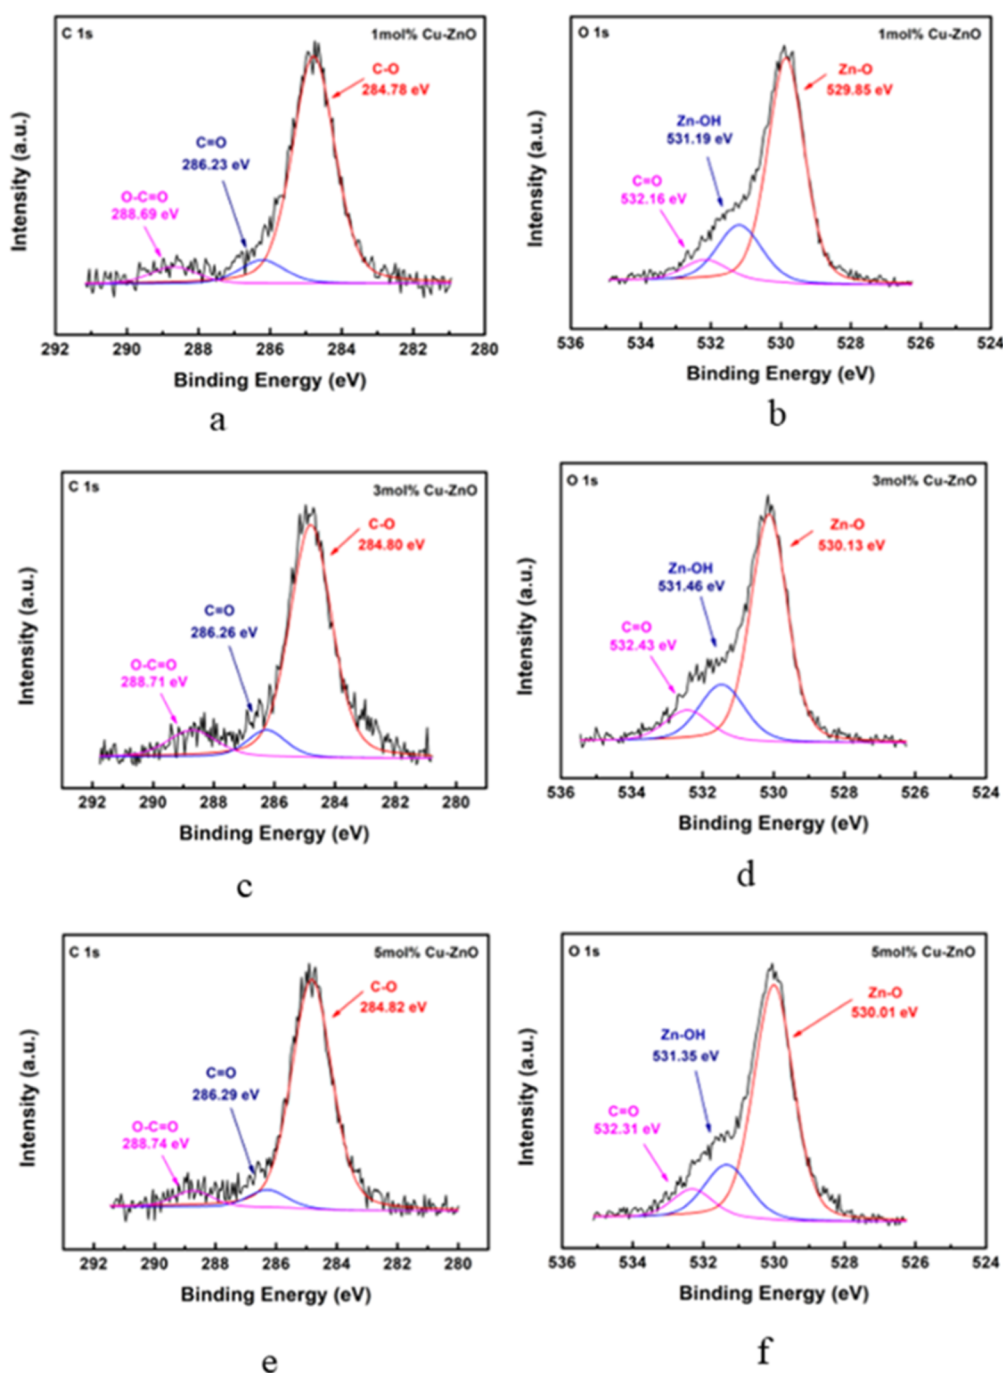 C 1s
1mol% Cu-ZnO
C-O
284.78 eV
C=O
286.23 eV
O-C=O
288.69 eV
Intensity (a.u.)
292 290 288 286 284 282 280
Binding Energy (eV)
a
O 1s
1mol% Cu-ZnO
Zn-O
529.85 eV
Zn-OH
531.19 eV
C=O
532.16 eV
Intensity (a.u.)
536 534 532 530 528 526 524
Binding Energy (eV)
b
C 1s
3mol% Cu-ZnO
C-O
284.80 eV
C=O
286.26 eV
O-C=O
288.71 eV
Intensity (a.u.)
292 290 288 286 284 282 280
Binding Energy (eV)
c
O 1s
3mol% Cu-ZnO
Zn-O
530.13 eV
Zn-OH
531.46 eV
C=O
532.43 eV
Intensity (a.u.)
536 534 532 530 528 526 524
Binding Energy (eV)
d
C 1s
5mol% Cu-ZnO
C-O
284.82 eV
C=O
286.29 eV
O-C=O
288.74 eV
Intensity (a.u.)
292 290 288 286 284 282 280
Binding Energy (eV)
e
O 1s
5mol% Cu-ZnO
Zn-O
530.01 eV
Zn-OH
531.35 eV
C=O
532.31 eV
Intensity (a.u.)
536 534 532 530 528 526 524
Binding Energy (eV)
f